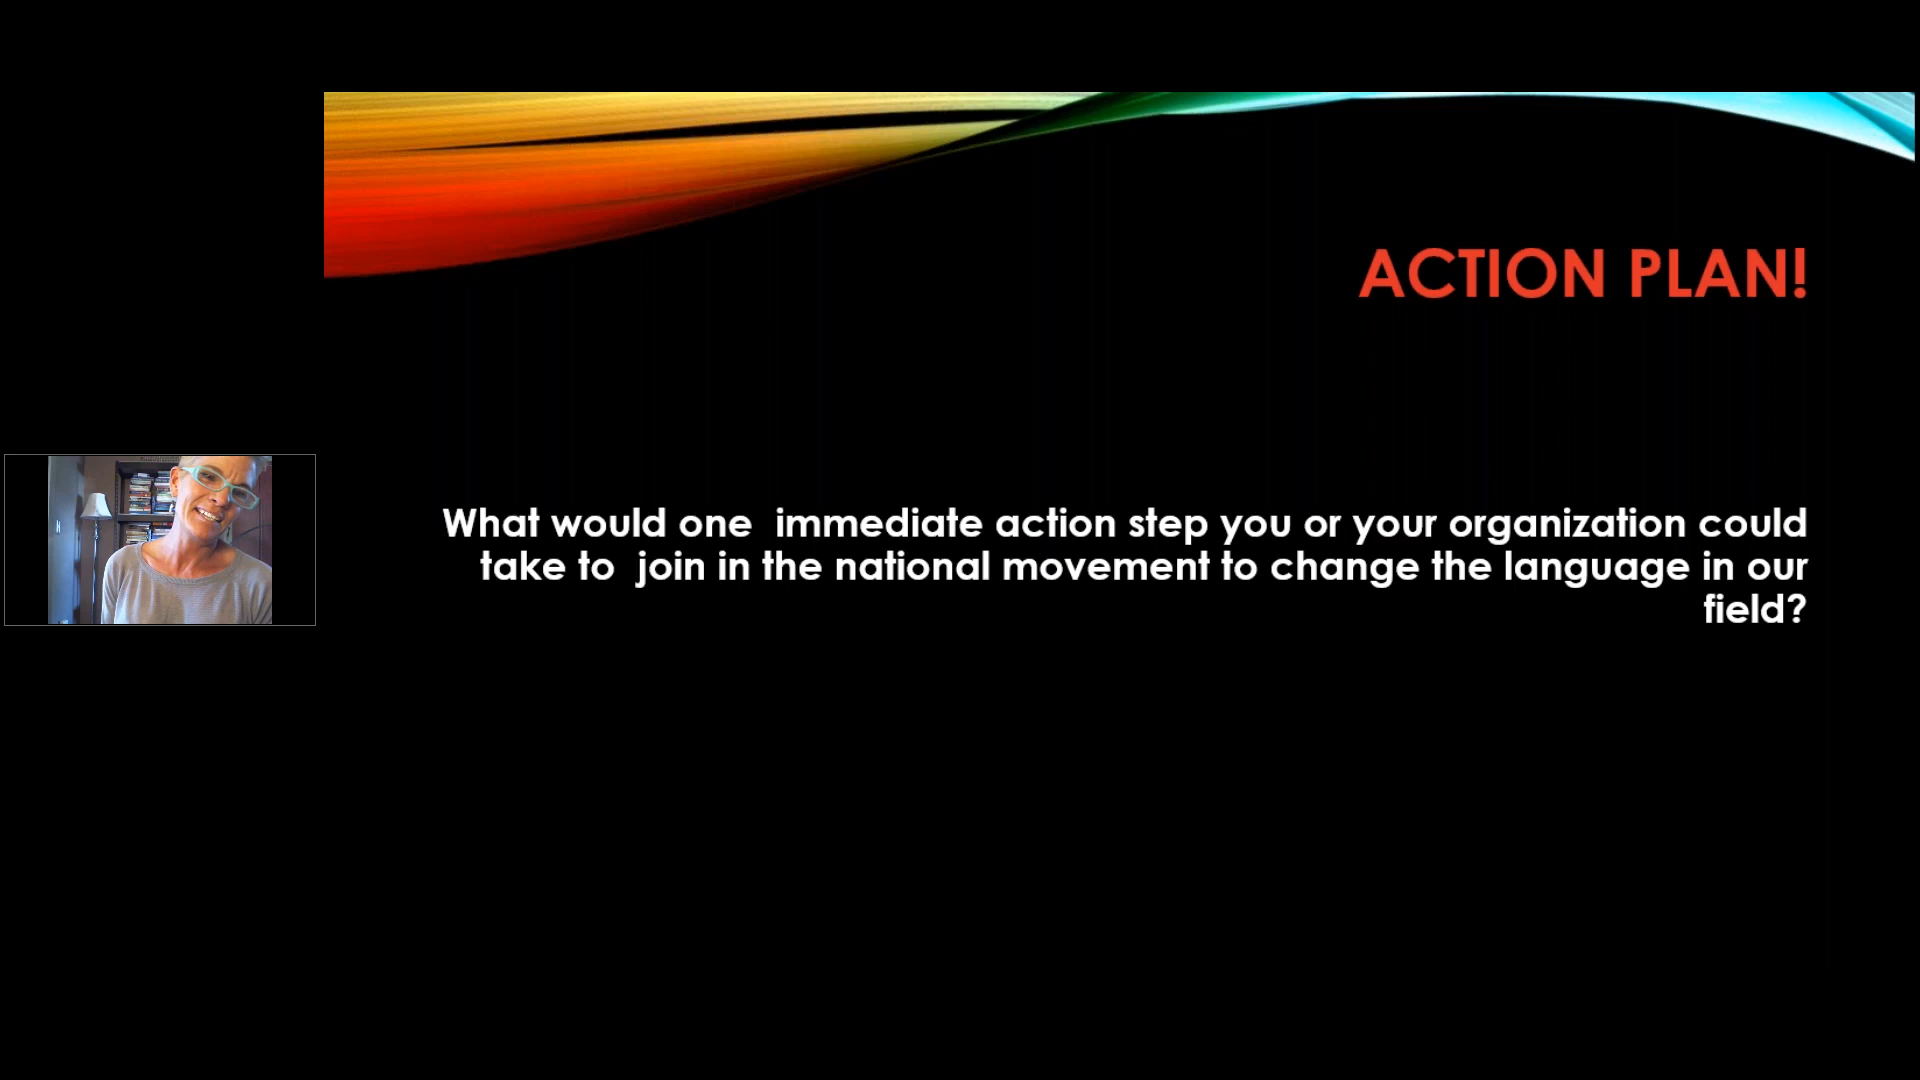 ACTION PLAN!
What would one  immediate action step you or your organization could
take to  join in the national movement to change the language in our
field?